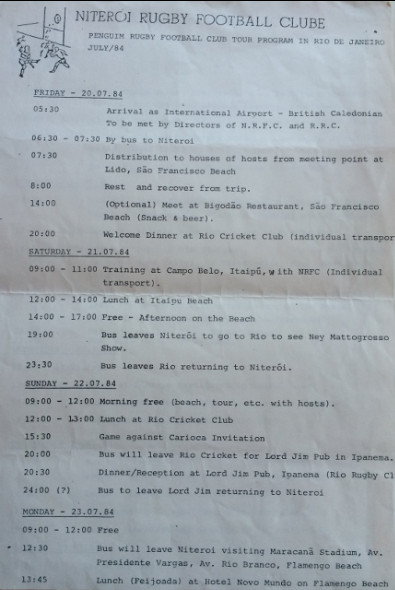 NITERÓI RUGBY FOOTBALL CLUBE
PENGUIM RUGBY FOOTBALL CLUB TOUR PROGRAM IN RIO DE JANEIRO
JULY/84
FRIDAY - 20.07.84
05:30 Arrival as International Airport - British Caledonian
To be met by Directors of N.R.F.C. and R.R.C.
06:30 - 07:30 By bus to Niteroi
07:30 Distribution to houses of hosts from meeting point at
Lido, São Francisco Beach
8:00 Rest and recover from trip.
14:00 (Optional) Meet at Bigodão Restaurant, São Francisco
Beach (Snack & beer).
20:00 Welcome Dinner at Rio Cricket Club (individual transpor
SATURDAY - 21.07.84
09:00 - 11:00 Training at Campo Belo, Itaipũ, with NRFC (Individual
transport).
12:00 - 14:00 Lunch at Itaipu Beach
14:00 - 17:00 Free - Afternoon on the Beach
19:00 Bus leaves Niterõi to go to Rio to see Ney Mattogrosso
Show.
23:30 Bus leaves Rio returning to Niterõi.
SUNDAY - 22.07.84
09:00 - 12:00 Morning free (beach, tour, etc. with hosts).
12:00 - 13:00 Lunch at Rio Cricket Club
15:30 Game against Carioca Invitation
20:00 Bus will leave Rio Cricket for Lord Jim Pub in Ipanema.
20:30 Dinner/Reception at Lord Jim Pub, Ipanema (Rio Rugby Cl
24:00 (?) Bus to leave Lord Jim returning to Niteroi
MONDAY - 23.07.84
09:00 - 12:00 Free
12:30 Bus will leave Niteroi visiting Maracanã Stadium, Av.
Presidente Vargas, Av. Rio Branco, Flamengo Beach
13:45 Lunch (Feijoada) at Hotel Novo Mundo on Flamengo Beach